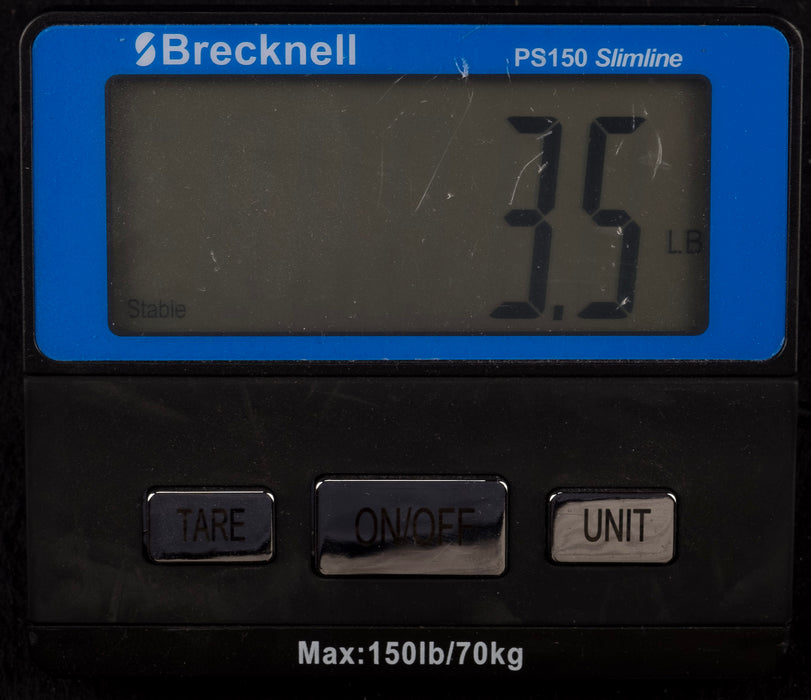 Brecknell PS150 Slimline
3.5 LB
Stable
TARE ON/OFF UNIT
Max:150lb/70kg